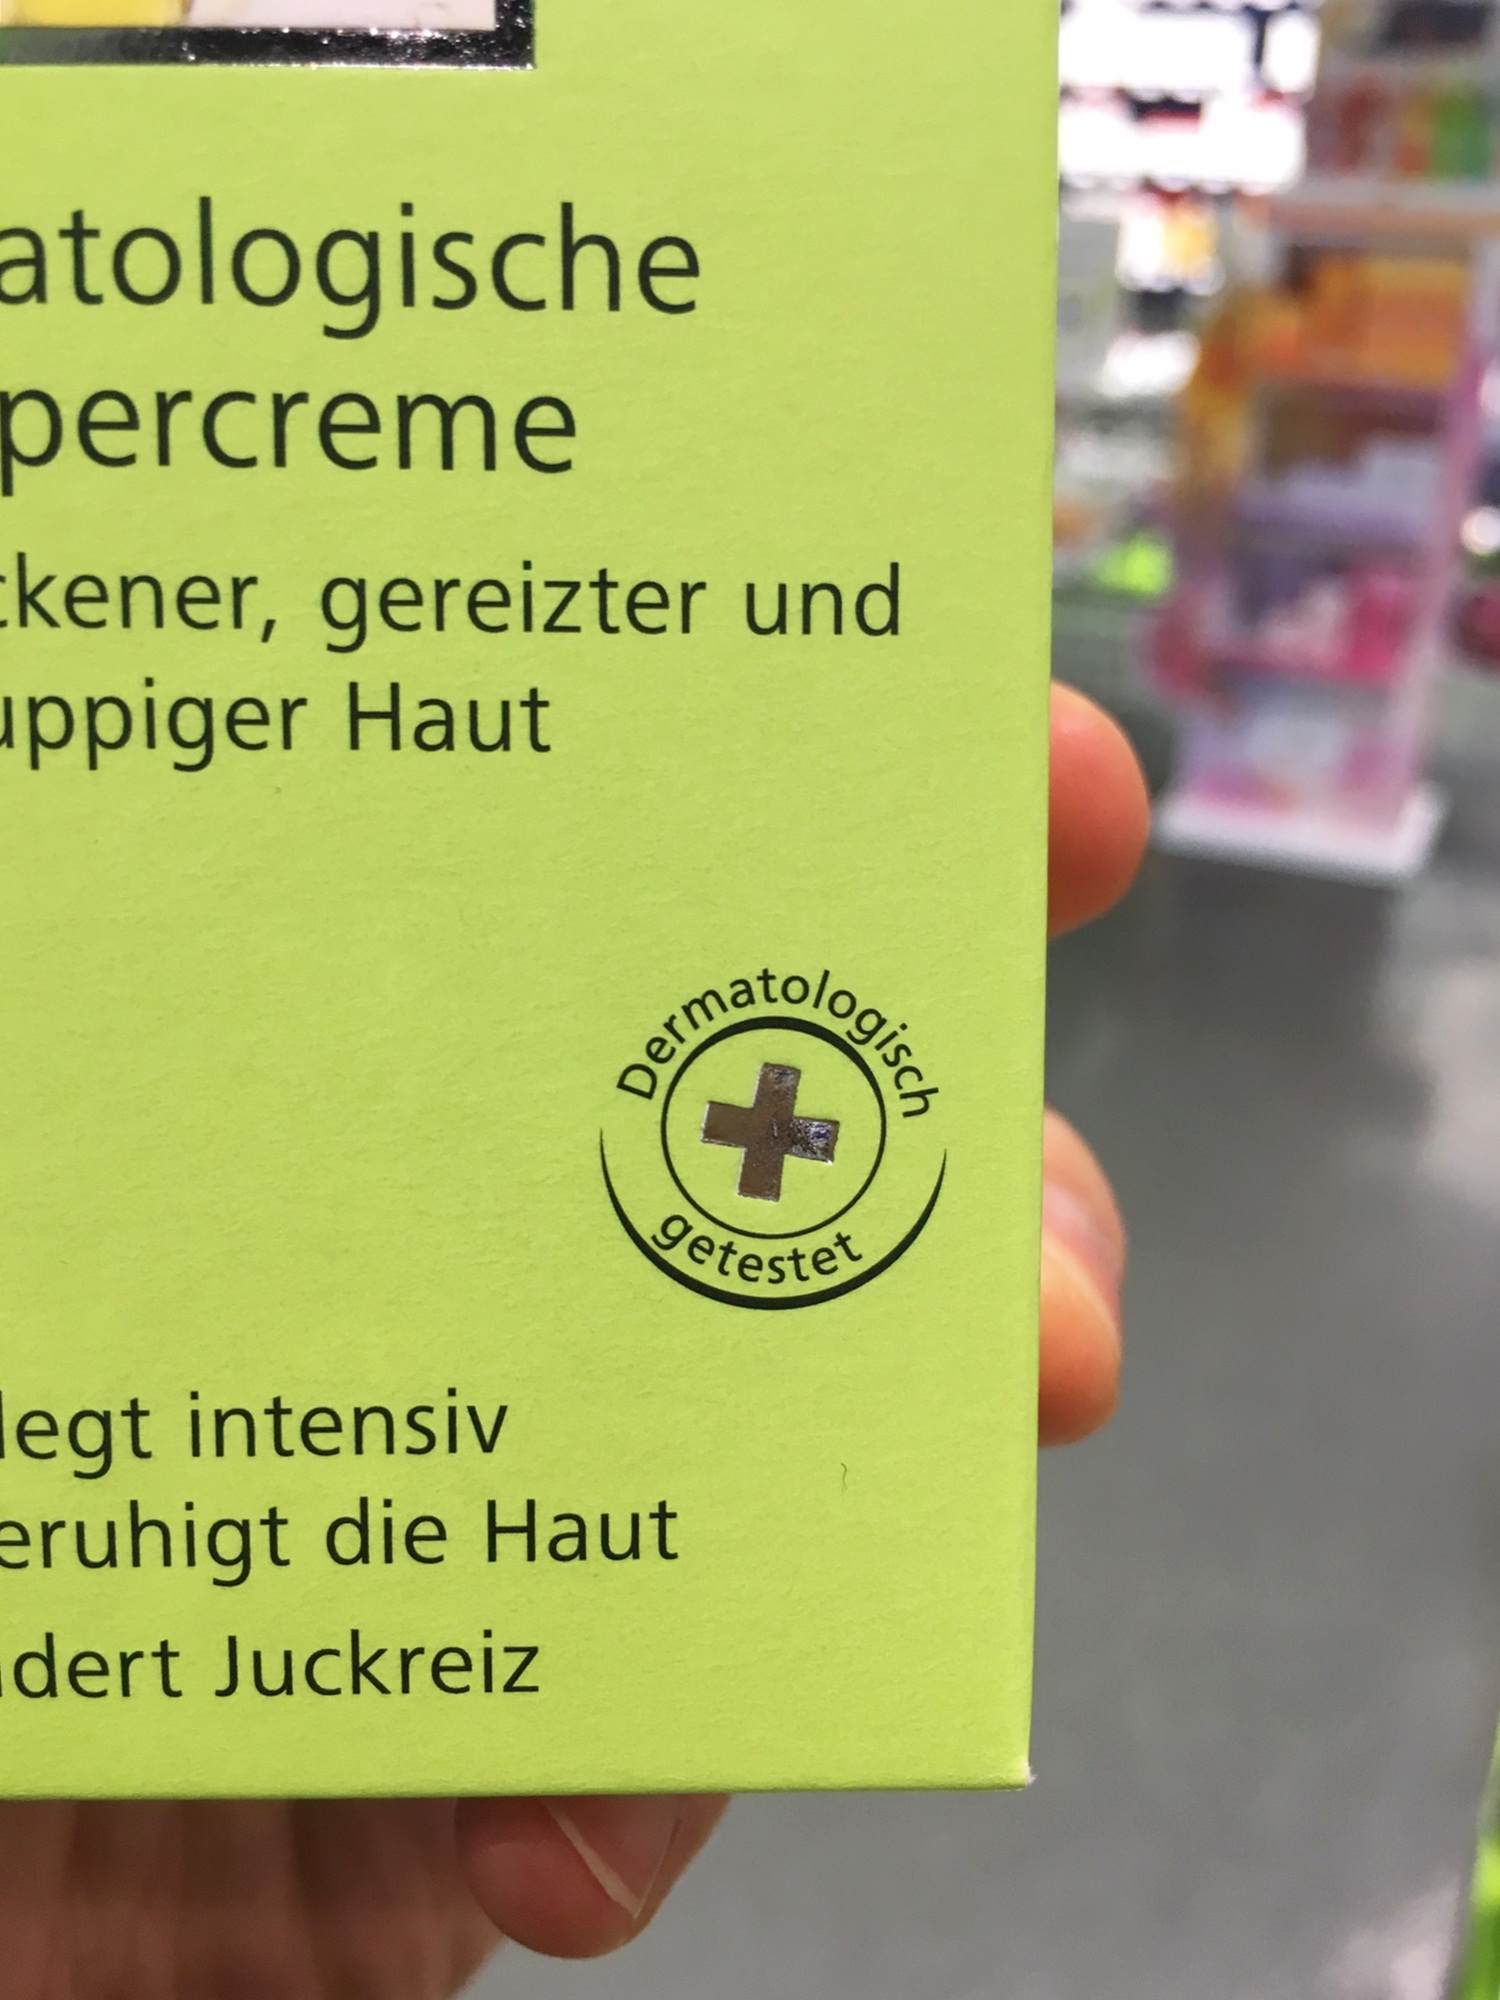 atologische
percreme
ckener, gereizter und
uppiger Haut
Dermatologisch
getestet
legt intensiv
eruhigt die Haut
dert Juckreiz